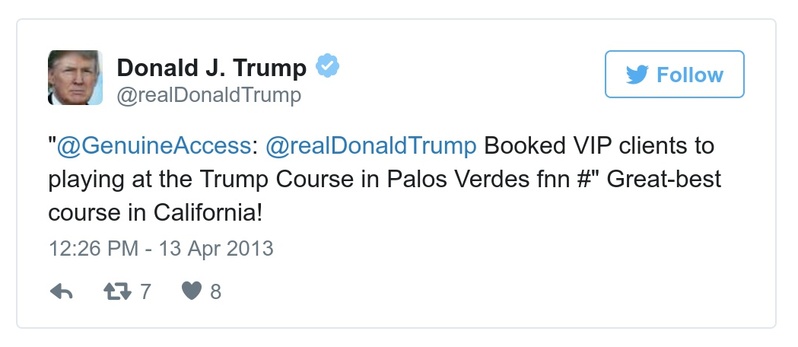 Donald J. Trump
@realDonaldTrump
Follow
"@GenuineAccess: @realDonaldTrump Booked VIP clients to
playing at the Trump Course in Palos Verdes fnn #" Great-best
course in California!
12:26 PM - 13 Apr 2013
7 8